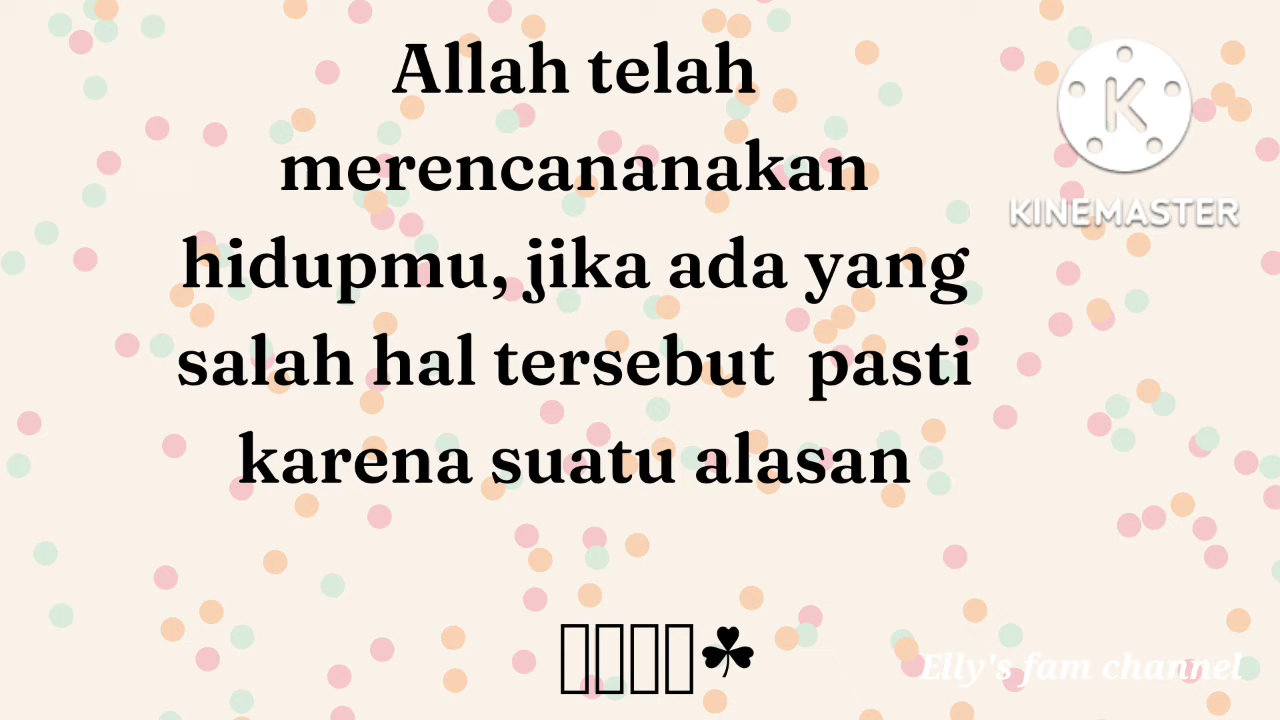 Allah telah
merencananakan
hidupmu, jika ada yang
salah hal tersebut  pasti
karena suatu alasan
☘
KINEMASTER
Elly's fam channel